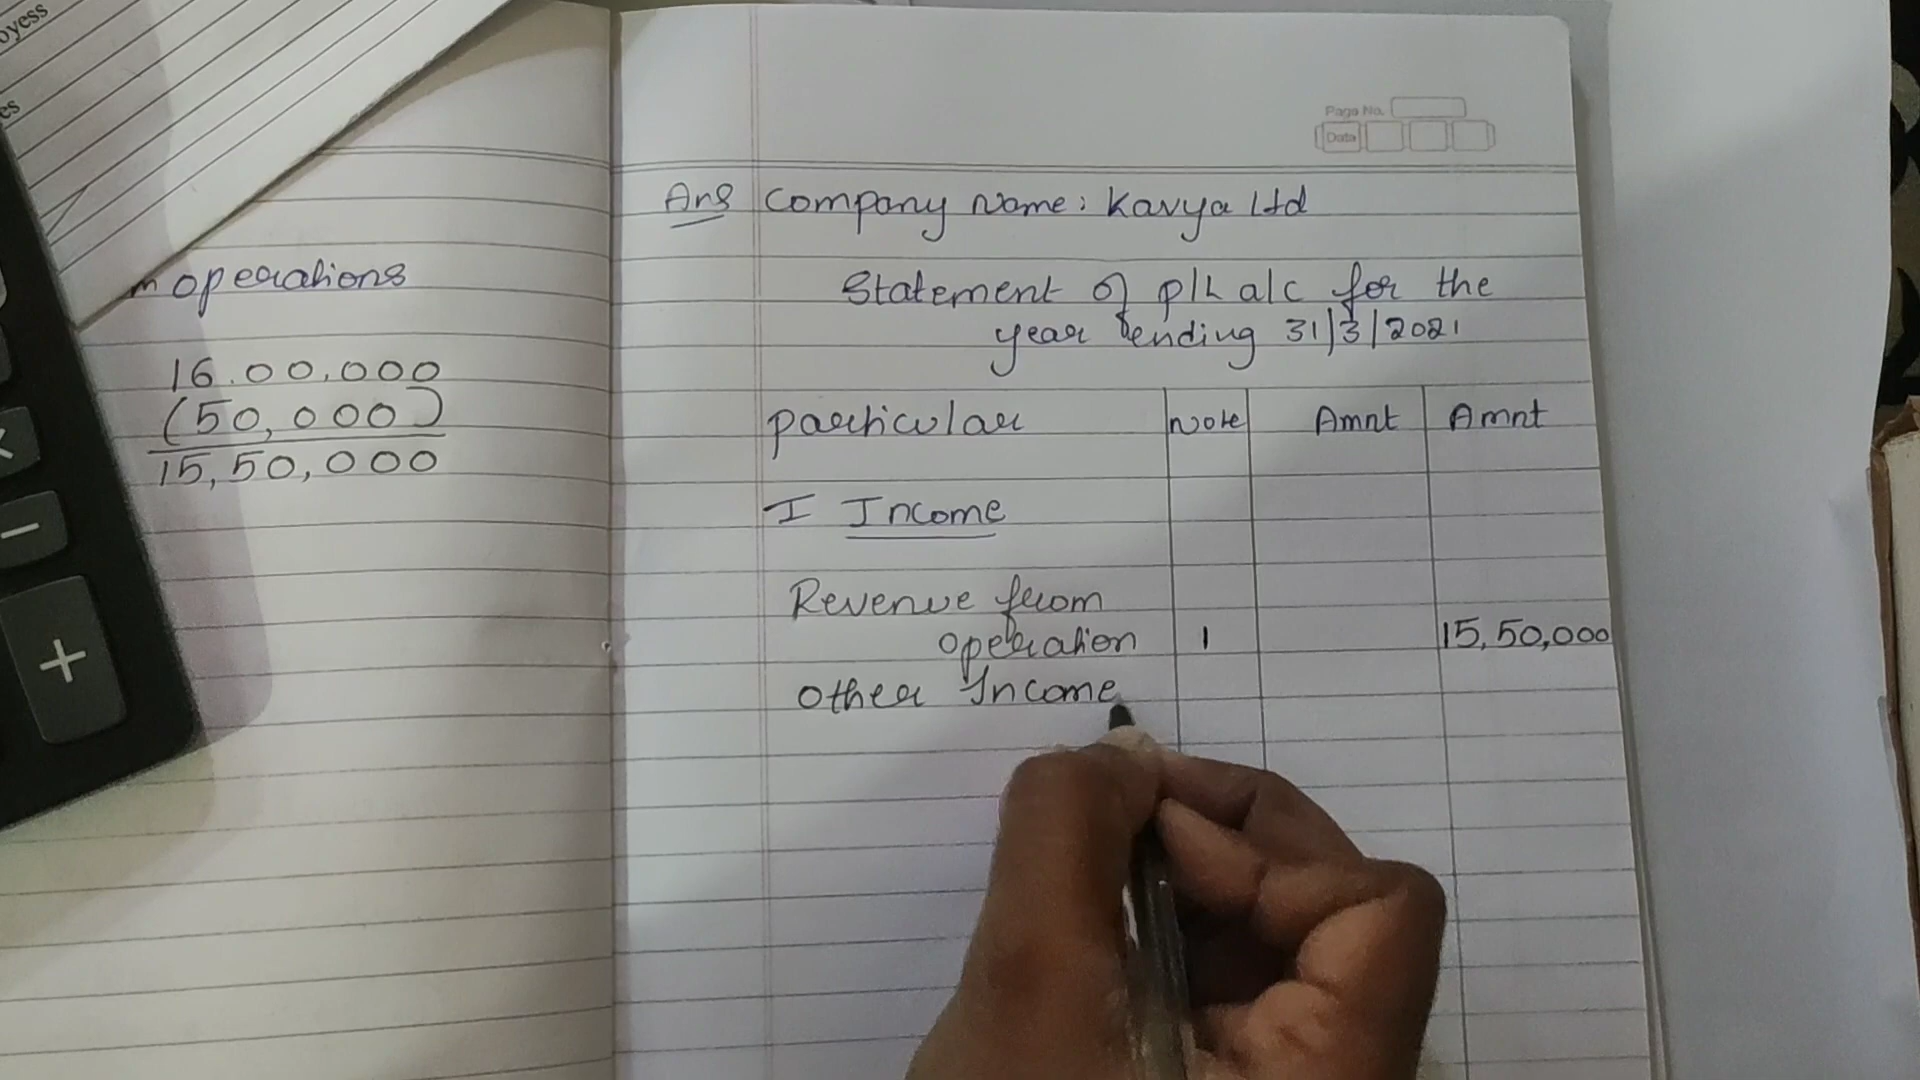 oyess
es
operations
16.00,000
(50,000)
15,50,000
Page No.
Date
Ans Company Name: Kavya Ltd
Statement of p/L a/c for the
year ending 31/3/2021
particular Note Amnt Amnt
I Income
Revenue from
operation 1 15,50,000
Other Income